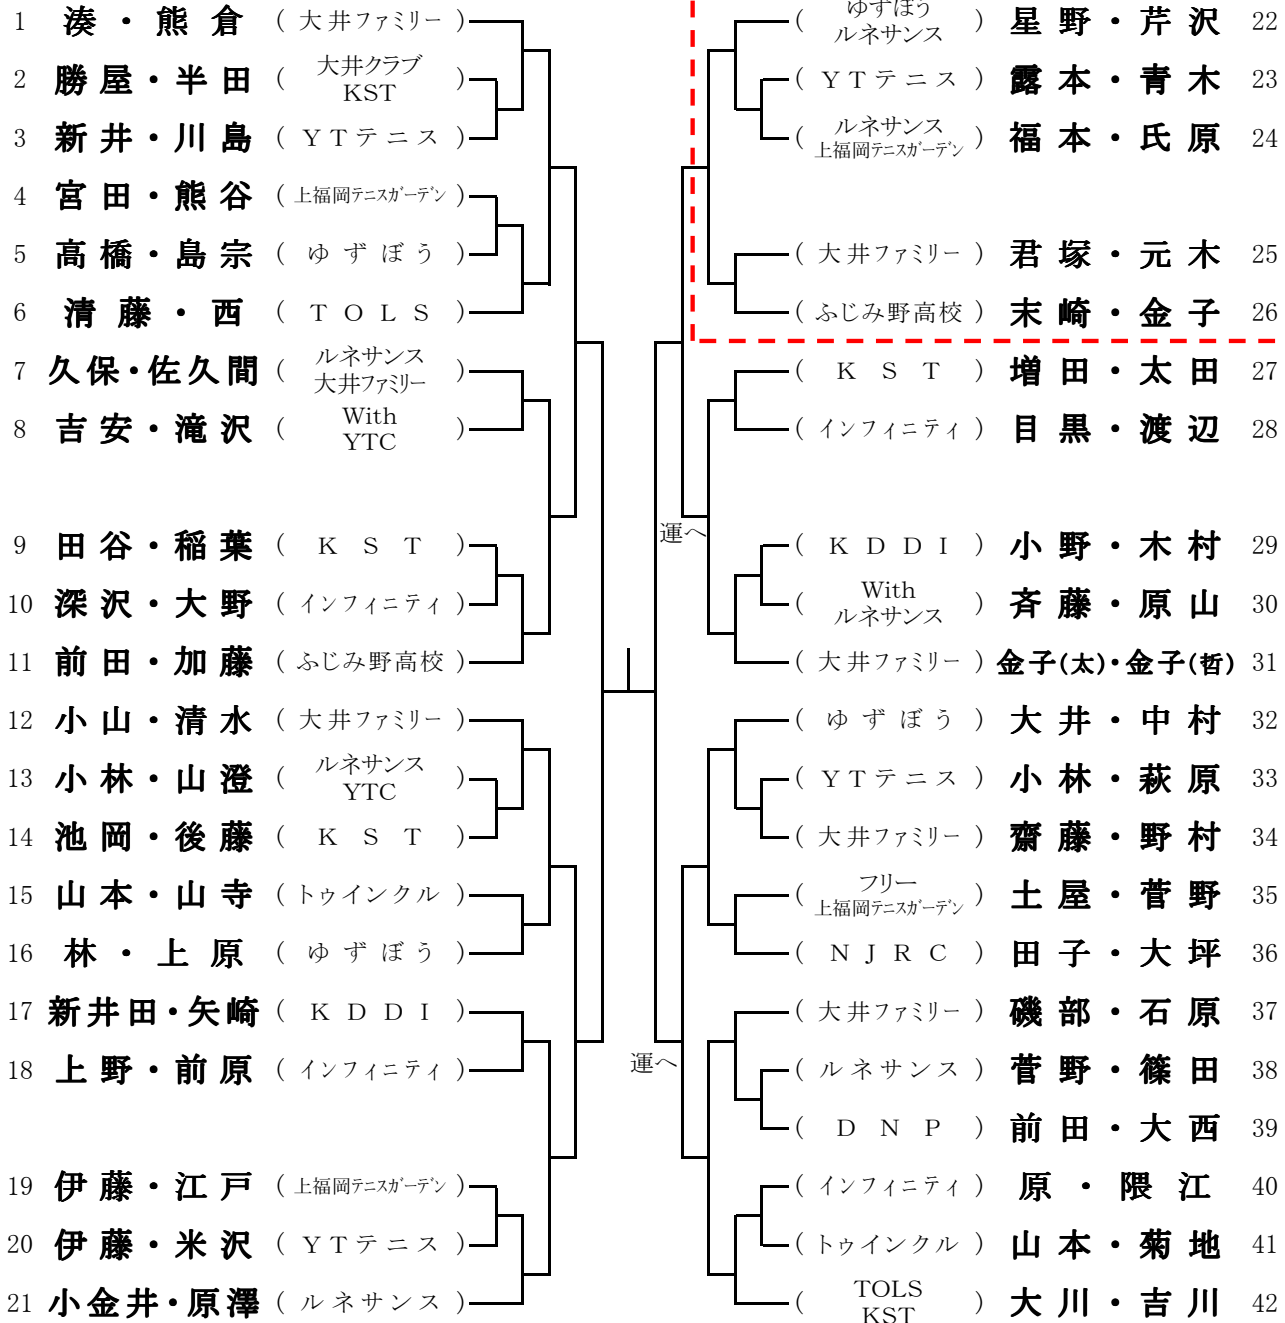 1 湊・熊倉 (大井ファミリー)
2 勝屋・半田 (大井クラブ
KST)
3 新井・川島 (YTテニス)
4 宮田・熊谷 (上福岡テニスガーデン)
5 高橋・島宗 (ゆずぼう)
6 清藤・西 (TOLS)
7 久保・佐久間 (ルネサンス
大井ファミリー)
8 吉安・滝沢 (With
YTC)
9 田谷・稲葉 (KST)
10 深沢・大野 (インフィニティ)
11 前田・加藤 (ふじみ野高校)
12 小山・清水 (大井ファミリー)
13 小林・山澄 (ルネサンス
YTC)
14 池岡・後藤 (KST)
15 山本・山寺 (トゥインクル)
16 林・上原 (ゆずぼう)
17 新井田・矢崎 (KDDI)
18 上野・前原 (インフィニティ)
19 伊藤・江戸 (上福岡テニスガーデン)
20 伊藤・米沢 (YTテニス)
21 小金井・原澤 (ルネサンス)
(ゆずぼう
ルネサンス) 星野・芹沢 22
(YTテニス) 露本・青木 23
(ルネサンス
上福岡テニスガーデン) 福本・氏原 24
(大井ファミリー) 君塚・元木 25
(ふじみ野高校) 末崎・金子 26
(KST) 増田・太田 27
(インフィニティ) 目黒・渡辺 28
運へ
(KDDI) 小野・木村 29
(With
ルネサンス) 斉藤・原山 30
(大井ファミリー) 金子(太)・金子(哲) 31
(ゆずぼう) 大井・中村 32
(YTテニス) 小林・萩原 33
(大井ファミリー) 齋藤・野村 34
(フリー
上福岡テニスガーデン) 土屋・菅野 35
(NJRC) 田子・大坪 36
(大井ファミリー) 磯部・石原 37
運へ
(ルネサンス) 菅野・篠田 38
(DNP) 前田・大西 39
(インフィニティ) 原・隈江 40
(トゥインクル) 山本・菊地 41
(TOLS
KST) 大川・吉川 42